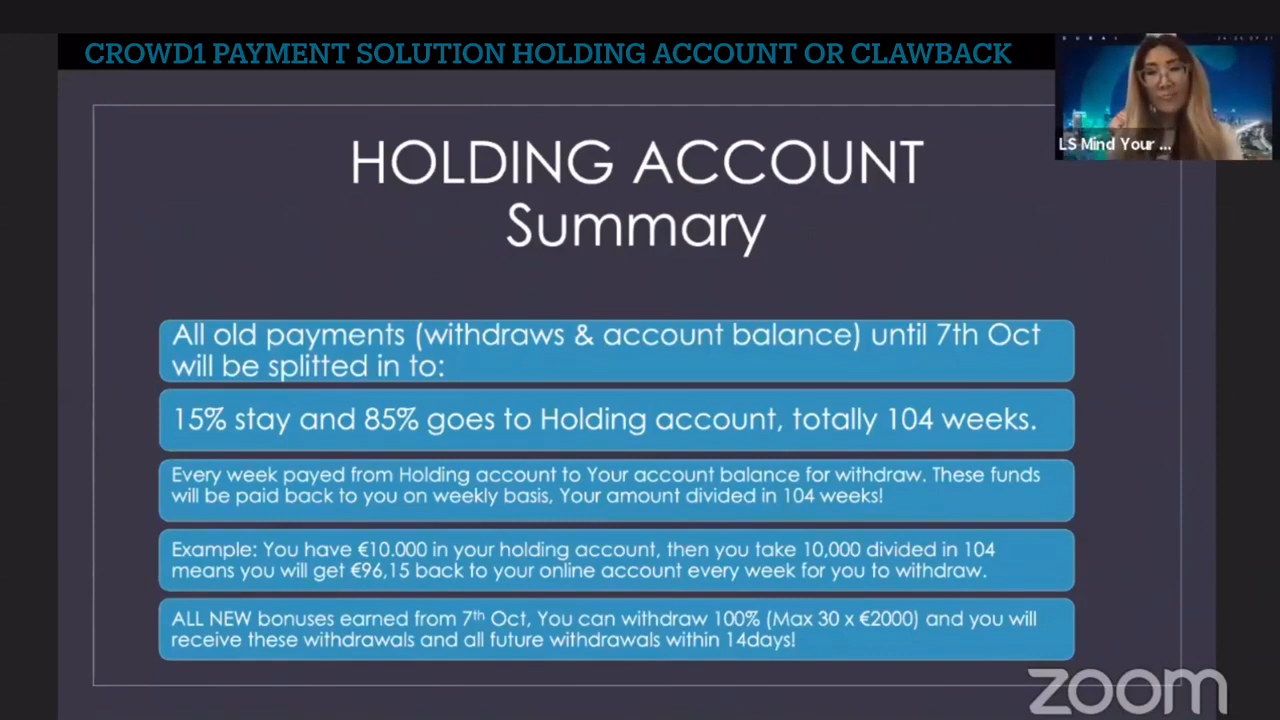 CROWD1 PAYMENT SOLUTION HOLDING ACCOUNT OR CLAWBACK
LS Mind Your ...
HOLDING ACCOUNT
Summary
All old payments (withdraws & account balance) until 7th Oct
will be splitted in to:
15% stay and 85% goes to Holding account, totally 104 weeks.
Every week payed from Holding account to Your account balance for withdraw. These funds
will be paid back to you on weekly basis, Your amount divided in 104 weeks!
Example: You have €10.000 in your holding account, then you take 10,000 divided in 104
means you will get €96,15 back to your online account every week for you to withdraw.
ALL NEW bonuses earned from 7th Oct, You can withdraw 100% (Max 30 x €2000) and you will
receive these withdrawals and all future withdrawals within 14days!
zoom